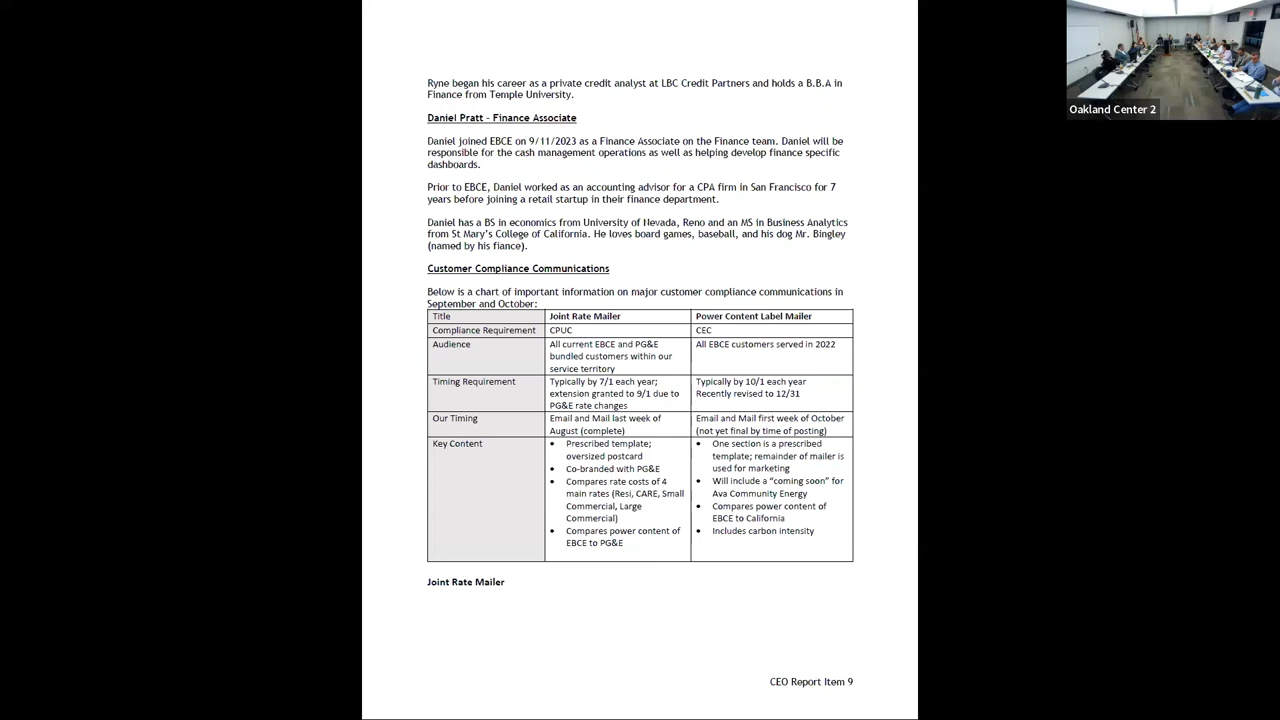 Ryne began his career as a private credit analyst at LBC Credit Partners and holds a B.B.A in
Finance from Temple University.
Daniel Pratt – Finance Associate
Daniel joined EBCE on 9/11/2023 as a Finance Associate on the Finance team. Daniel will be
responsible for the cash management operations as well as helping develop finance specific
dashboards.
Prior to EBCE, Daniel worked as an accounting advisor for a CPA firm in San Francisco for 7
years before joining a retail startup in their finance department.
Daniel has a BS in economics from University of Nevada, Reno and an MS in Business Analytics
from St Mary's College of California. He loves board games, baseball, and his dog Mr. Bingley
(named by his fiance).
Customer Compliance Communications
Below is a chart of important information on major customer compliance communications in
September and October:
Title
Joint Rate Mailer
Power Content Label Mailer
Compliance Requirement
CPUC
CEC
Audience
All current EBCE and PG&E
bundled customers within our
service territory
All EBCE customers served in 2022
Timing Requirement
Typically by 7/1 each year;
extension granted to 9/1 due to
PG&E rate changes
Typically by 10/1 each year
Recently revised to 12/31
Our Timing
Email and Mail last week of
August (complete)
Email and Mail first week of October
(not yet final by time of posting)
Key Content
• Prescribed template;
oversized postcard
• Co-branded with PG&E
• Compares rate costs of 4
main rates (Resi, CARE, Small
Commercial, Large
Commercial)
• Compares power content of
EBCE to PG&E
• One section is a prescribed
template; remainder of mailer is
used for marketing
• Will include a "coming soon" for
Ava Community Energy
• Compares power content of
EBCE to California
• Includes carbon intensity
Joint Rate Mailer
CEO Report Item 9
Oakland Center 2